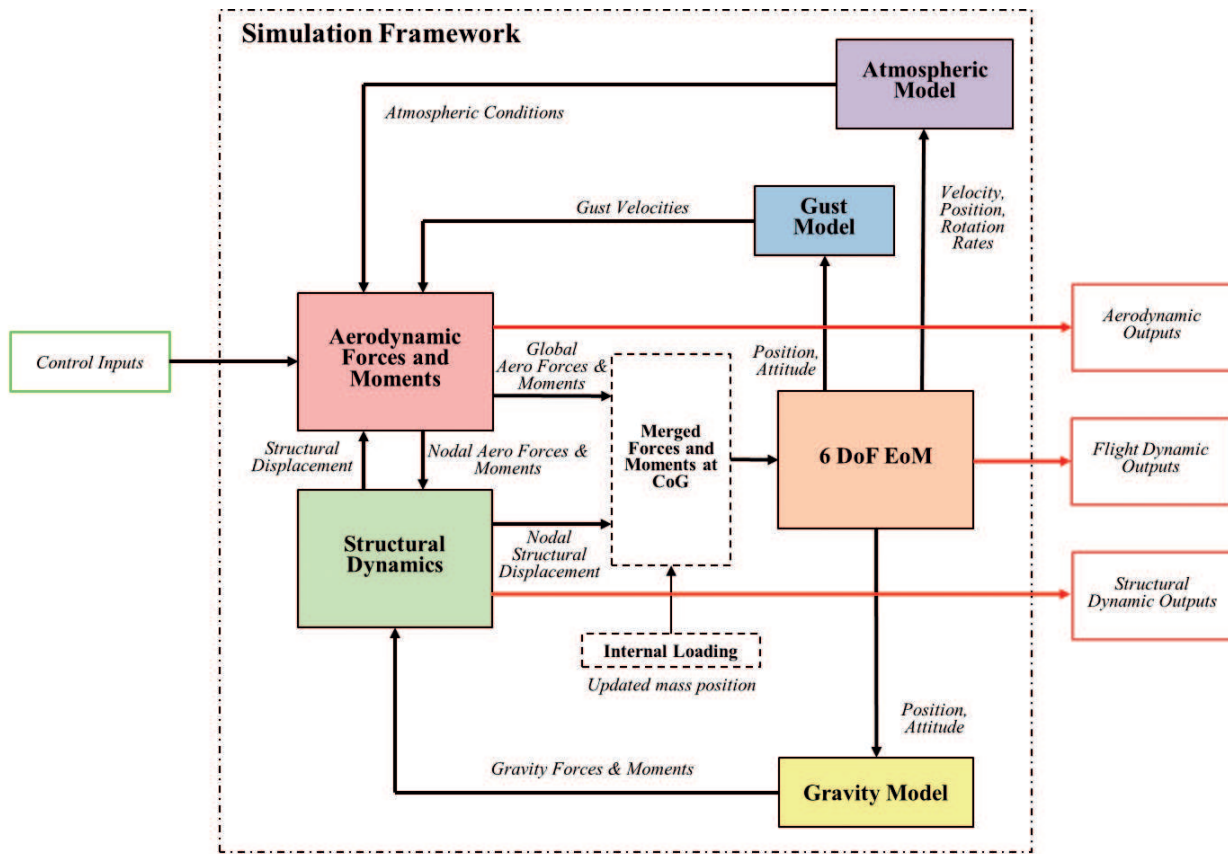 Simulation Framework
Atmospheric
Model
Atmospheric Conditions
Velocity,
Position,
Rotation
Rates
Gust Velocities
Gust
Model
Control Inputs
Aerodynamic
Forces and
Moments
Aerodynamic
Outputs
Global
Aero Forces &
Moments
Position,
Attitude
Merged
Forces and
Moments at
CoG
6 DoF EoM
Flight Dynamic
Outputs
Structural
Displacement
Nodal Aero Forces &
Moments
Structural
Dynamics
Nodal
Structural
Displacement
Structural
Dynamic Outputs
Internal Loading
Updated mass position
Position,
Attitude
Gravity Forces & Moments
Gravity Model